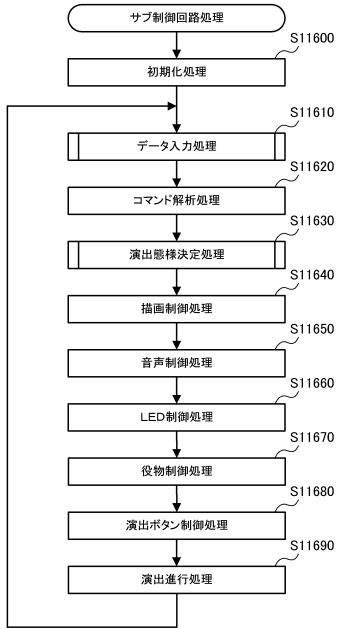 サブ制御回路処理
S11600
初期化処理
S11610
データ入力処理
S11620
コマンド解析処理
S11630
演出態様決定処理
S11640
描画制御処理
S11650
音声制御処理
S11660
LED制御処理
S11670
役物制御処理
S11680
演出ボタン制御処理
S11690
演出進行処理